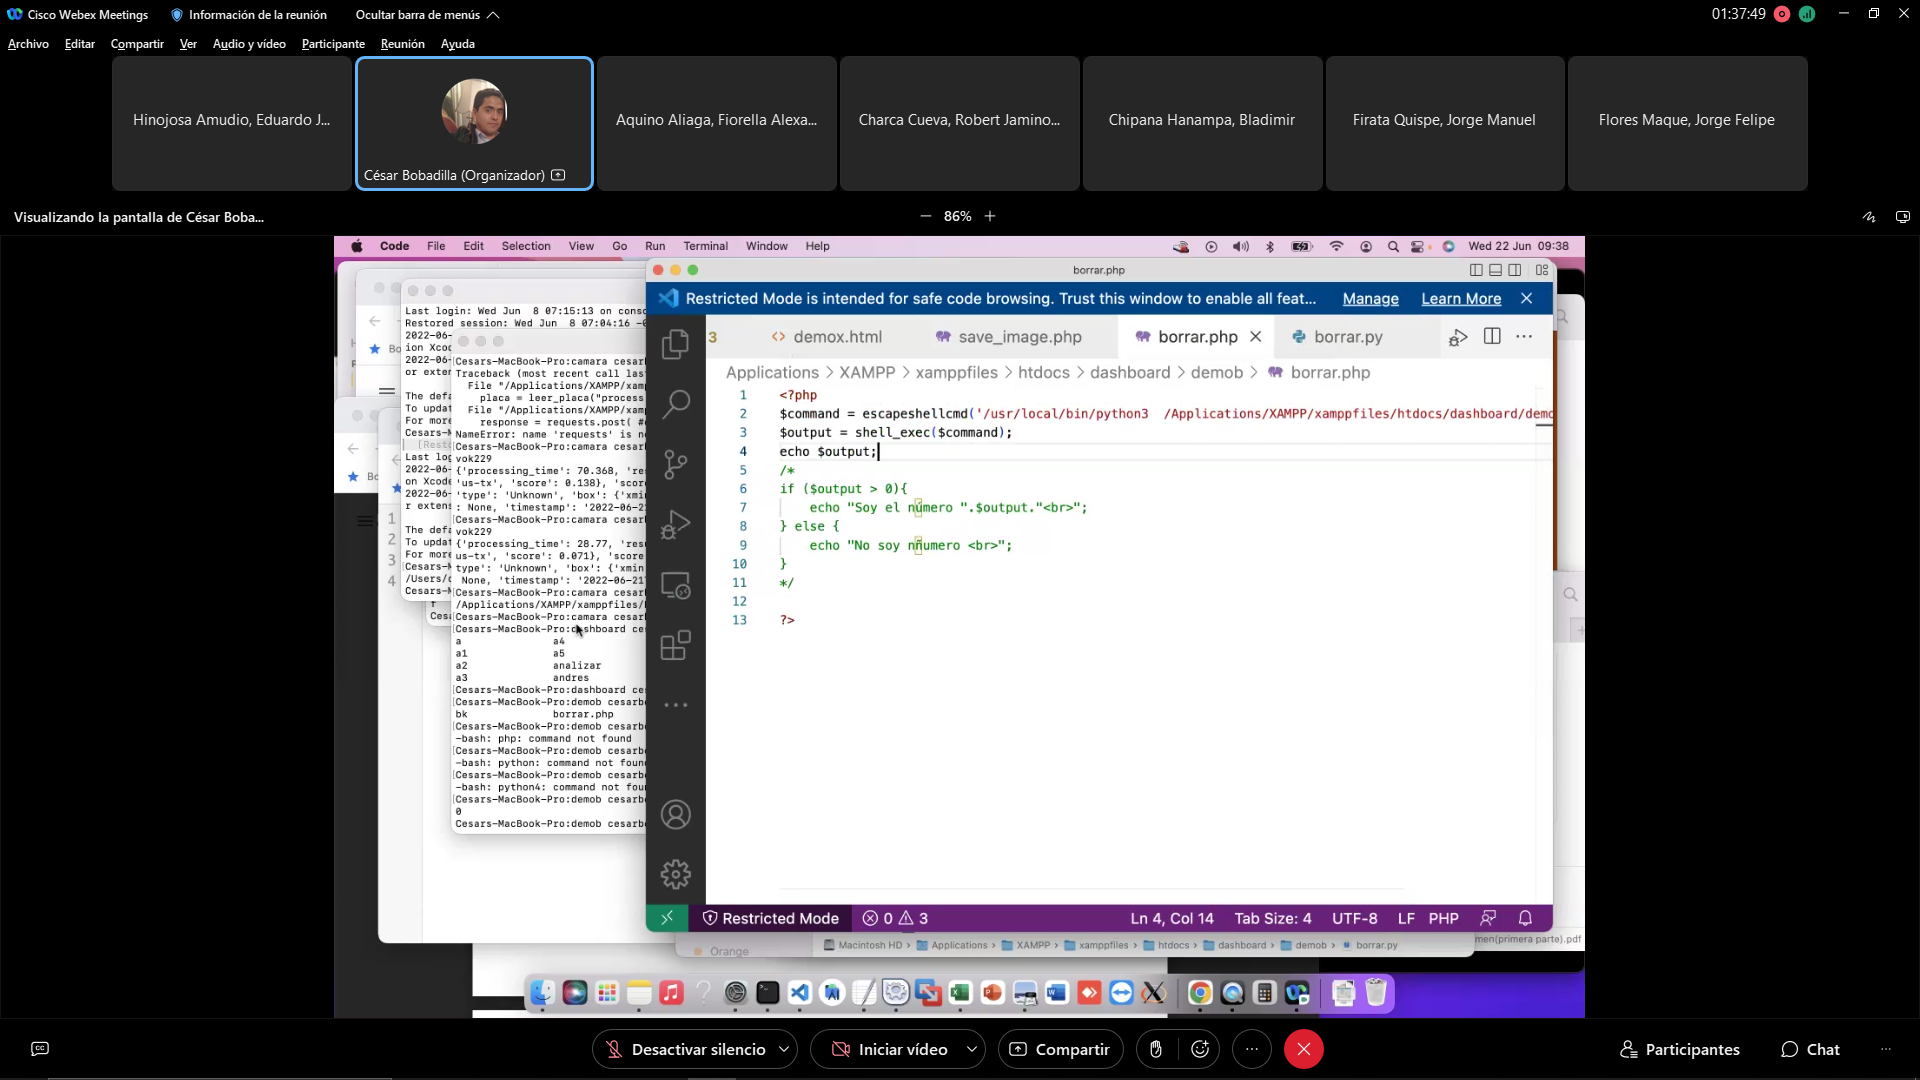 Cisco Webex Meetings
Información de la reunión
Ocultar barra de menús
01:37:49
Archivo Editar Compartir Ver Audio y vídeo Participante Reunión Ayuda
Hinojosa Amudio, Eduardo J...
César Bobadilla (Organizador)
Aquino Aliaga, Fiorella Alexa...
Charca Cueva, Robert Jamino...
Chipana Hanampa, Bladimir
Firata Quispe, Jorge Manuel
Flores Maque, Jorge Felipe
Visualizando la pantalla de César Boba...
86%
Code File Edit Selection View Go Run Terminal Window Help
Wed 22 Jun 09:38
Last login: Wed Jun 8 07:15:13 on conso
Restored session: Wed Jun 8 07:04:16
Cesars-MacBook-Pro:camara cesarb
Traceback (most recent call las
File "/Applications/XAMPP/xamp
placa = leer_placa("process
File "/Applications/XAMPP/xamp
response = requests.post( #
NameError: name 'requests' is no
Cesars-MacBook-Pro:camara cesar
vok229
{'processing_time': 70.368, 'res
'us-tx', 'score': 0.138}, 'score
'type': 'Unknown', 'box': {'xmin
: None, 'timestamp': '2022-06-21
Cesars-MacBook-Pro:camara cesar
vok229
{'processing_time': 28.77, 'resu
us-tx', 'score': 0.071}, 'score
type': 'Unknown', 'box': {'xmin
None, 'timestamp': '2022-06-21
Cesars-MacBook-Pro:camara cesar
/Applications/XAMPP/xamppfiles/
Cesars-MacBook-Pro:camara cesar
Cesars-MacBook-Pro:dashboard ce
a a4
a1 a5
a2 analizar
a3 andres
Cesars-MacBook-Pro:dashboard ce
Cesars-MacBook-Pro:demob cesarb
bk borrar.php
Cesars-MacBook-Pro:demob cesarb
-bash: php: command not found
Cesars-MacBook-Pro:demob cesarb
-bash: python: command not foun
Cesars-MacBook-Pro:demob cesarb
-bash: python4: command not fou
Cesars-MacBook-Pro:demob cesarb
0
Cesars-MacBook-Pro:demob cesarb
borrar.php
Restricted Mode is intended for safe code browsing. Trust this window to enable all feat... Manage Learn More
3 demox.html save_image.php borrar.php borrar.py
Applications > XAMPP > xamppfiles > htdocs > dashboard > demob > borrar.php
1 <?php
2 $command = escapeshellcmd('/usr/local/bin/python3 /Applications/XAMPP/xamppfiles/htdocs/dashboard/demo
3 $output = shell_exec($command);
4 echo $output;
5 /*
6 if ($output > 0){
7 echo "Soy el número ".$output."<br>";
8 } else {
9 echo "No soy nñumero <br>";
10 }
11 */
12
13 ?>
Restricted Mode 0 3 Ln 4, Col 14 Tab Size: 4 UTF-8 LF PHP
Orange
Macintosh HD > Applications > XAMPP > xamppfiles > htdocs > dashboard > demob > borrar.py
men(primera parte).pdf
Desactivar silencio
Iniciar vídeo
Compartir
Participantes
Chat